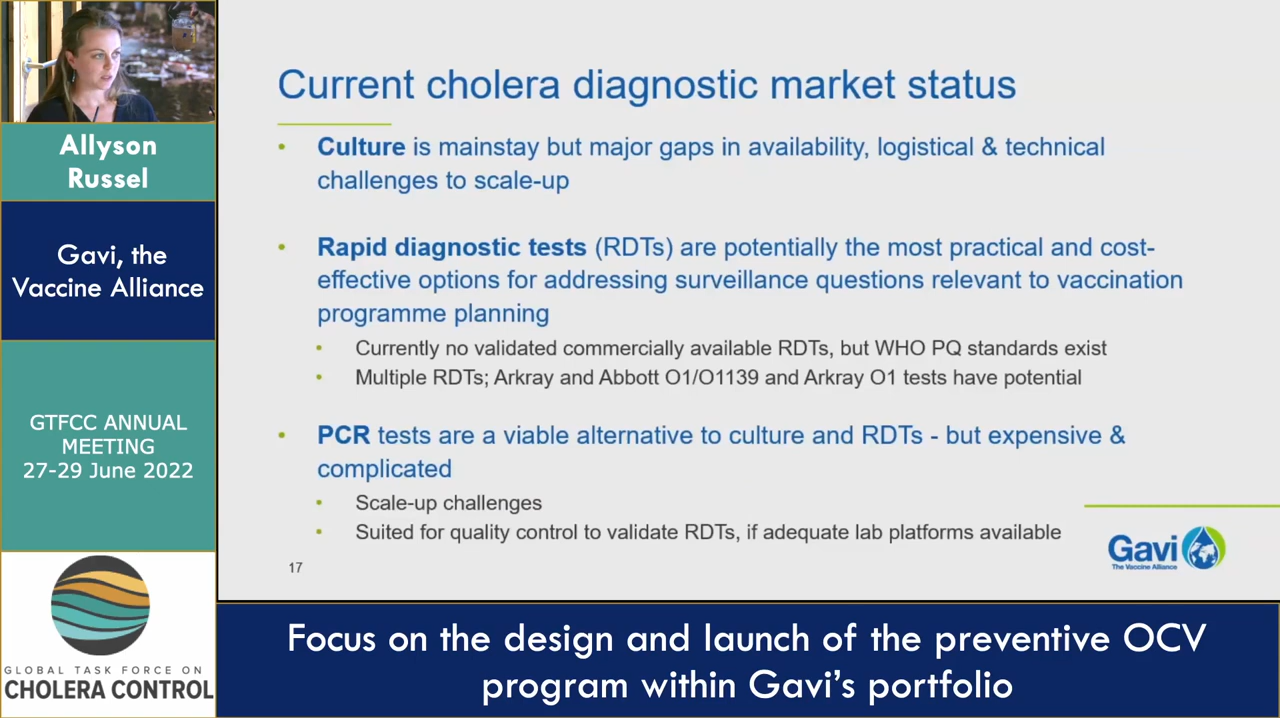 Allyson
Russel
Gavi, the
Vaccine Alliance
GTFCC ANNUAL
MEETING
27-29 June 2022
GLOBAL TASK FORCE ON
CHOLERA CONTROL
Current cholera diagnostic market status
• Culture is mainstay but major gaps in availability, logistical & technical
challenges to scale-up
• Rapid diagnostic tests (RDTs) are potentially the most practical and cost-
effective options for addressing surveillance questions relevant to vaccination
programme planning
• Currently no validated commercially available RDTs, but WHO PQ standards exist
• Multiple RDTs; Arkray and Abbott O1/O1139 and Arkray O1 tests have potential
• PCR tests are a viable alternative to culture and RDTs - but expensive &
complicated
• Scale-up challenges
• Suited for quality control to validate RDTs, if adequate lab platforms available
17
Gavi
The Vaccine Alliance
Focus on the design and launch of the preventive OCV
program within Gavi's portfolio